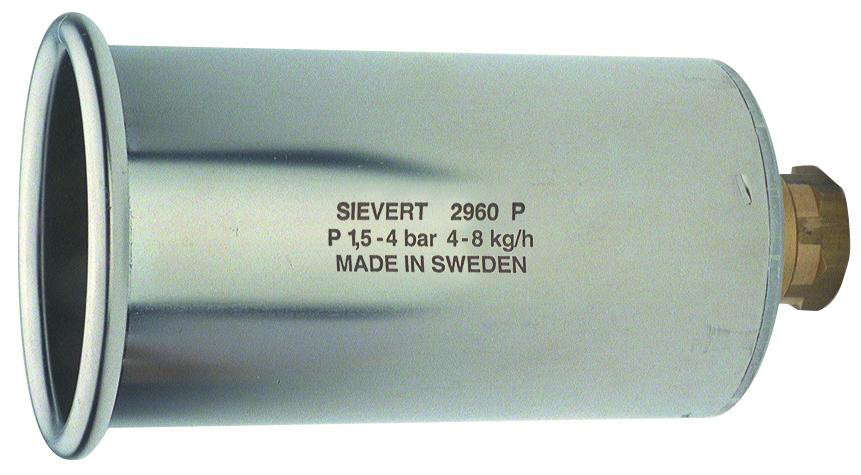 SIEVERT 2960 P
P 1,5-4 bar 4-8 kg/h
MADE IN SWEDEN